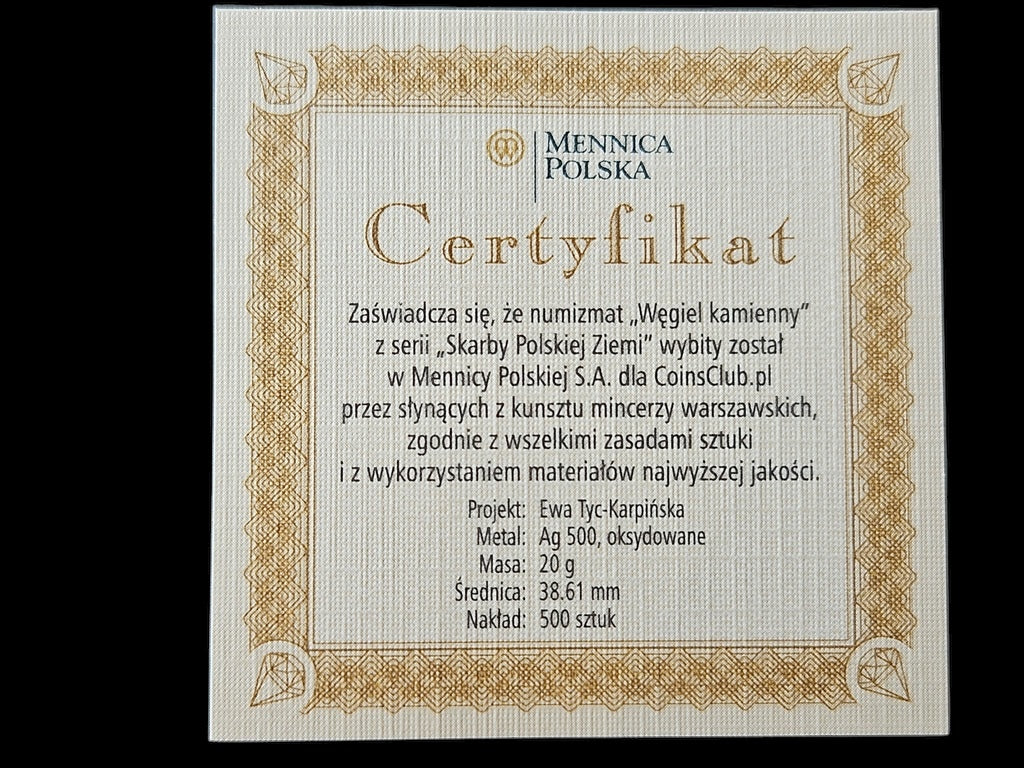 MENNICA
POLSKA
Certyfikat
Zaświadcza się, że numizmat „Węgiel kamienny”
z serii „Skarby Polskiej Ziemi” wybity został
w Mennicy Polskiej S.A. dla CoinsClub.pl
przez słynących z kunsztu mincerzy warszawskich,
zgodnie z wszelkimi zasadami sztuki
i z wykorzystaniem materiałów najwyższej jakości.
Projekt: Ewa Tyc-Karpińska
Metal: Ag 500, oksydowane
Masa: 20 g
Średnica: 38.61 mm
Nakład: 500 sztuk